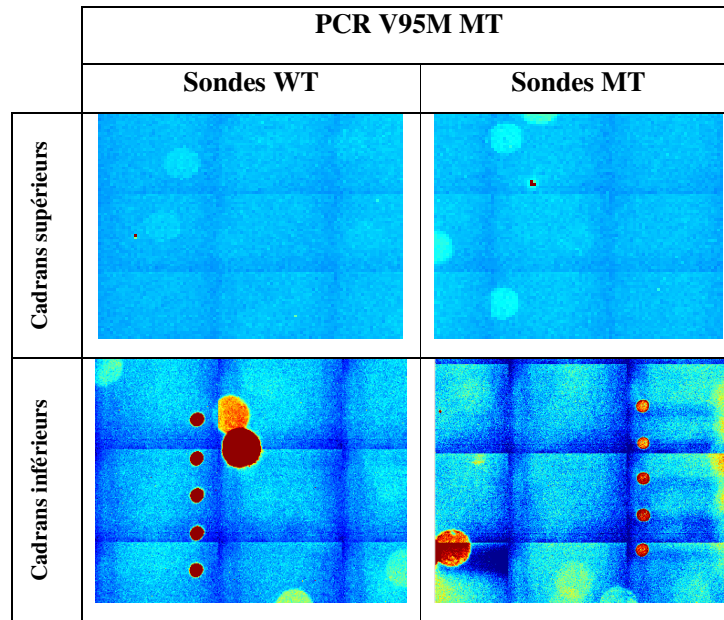 PCR V95M MT
Sondes WT
Sondes MT
Cadrans supérieurs
Cadrans inférieurs